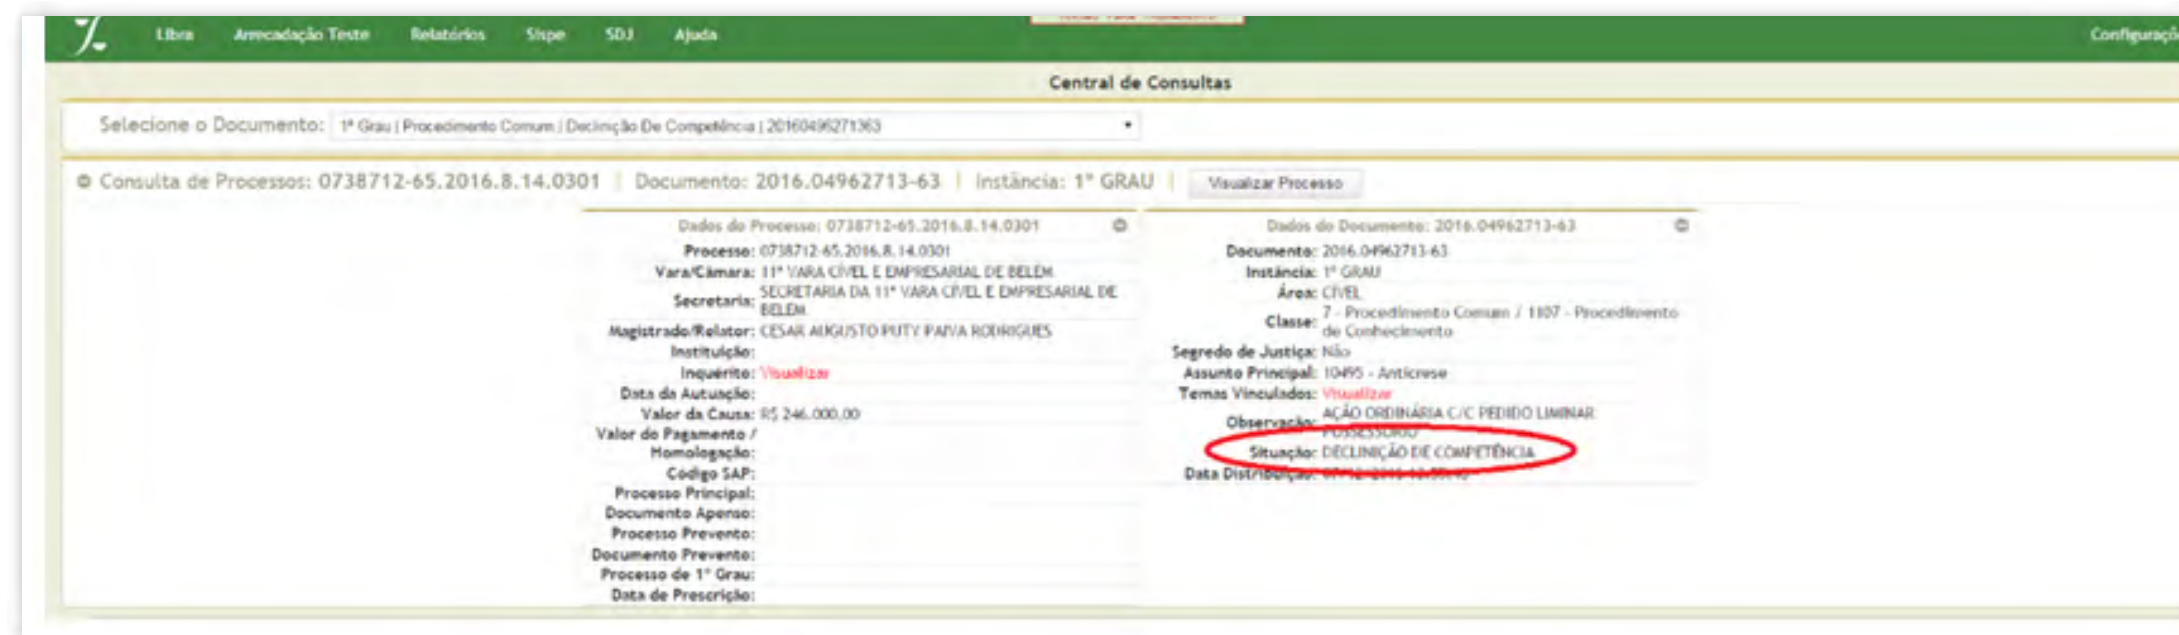 Libra Arrecadação Teste Relatórios Sispe SDJ Ajuda
Central de Consultas
Selecione o Documento: 1º Grau | Procedimento Comum | Declinição De Competência | 20160496271363
Consulta de Processos: 0738712-65.2016.8.14.0301 | Documento: 2016.04962713-63 | Instância: 1º GRAU | Visualizar Processo
Dados do Processo: 0738712-65.2016.8.14.0301
Processo: 0738712-65.2016.8.14.0301
Vara/Câmara: 11ª VARA CÍVEL E EMPRESARIAL DE BELÉM
Secretaria: SECRETARIA DA 11ª VARA CÍVEL E EMPRESARIAL DE
BELÉM
Magistrado/Relator: CESAR AUGUSTO PUTY PAIVA RODRIGUES
Instituição:
Inquérito: Visualizar
Data da Autuação:
Valor da Causa: R$ 246.000,00
Valor do Pagamento /
Homologação:
Código SAP:
Processo Principal:
Documento Apenso:
Processo Prevento:
Documento Prevento:
Processo de 1º Grau:
Data de Prescrição:
Dados do Documento: 2016.04962713-63
Documento: 2016.04962713-63
Instância: 1º GRAU
Área: CÍVEL
Classe: 7 - Procedimento Comum / 1107 - Procedimento
de Conhecimento
Segredo de Justiça: Não
Assunto Principal: 10495 - Anticrese
Temas Vinculados: Visualizar
Observação: AÇÃO ORDINÁRIA C/C PEDIDO LIMINAR
POSSESSÓRIO
Situação: DECLINIÇÃO DE COMPETÊNCIA
Data Distribuição: